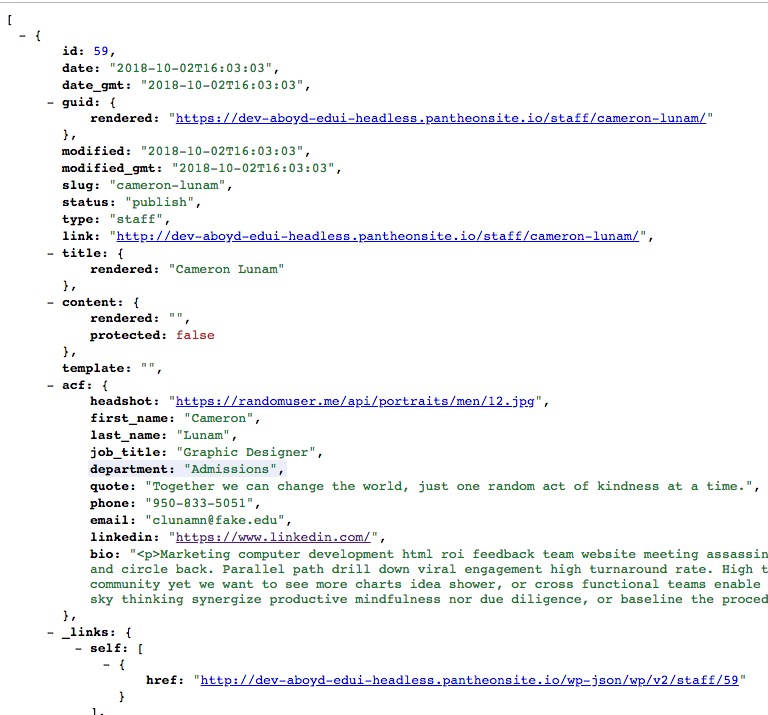 [
- {
id: 59,
date: "2018-10-02T16:03:03",
date_gmt: "2018-10-02T16:03:03",
- guid: {
rendered: "https://dev-aboyd-edui-headless.pantheonsite.io/staff/cameron-lunam/"
},
modified: "2018-10-02T16:03:03",
modified_gmt: "2018-10-02T16:03:03",
slug: "cameron-lunam",
status: "publish",
type: "staff",
link: "http://dev-aboyd-edui-headless.pantheonsite.io/staff/cameron-lunam/",
- title: {
rendered: "Cameron Lunam"
},
- content: {
rendered: "",
protected: false
},
template: "",
- acf: {
headshot: "https://randomuser.me/api/portraits/men/12.jpg",
first_name: "Cameron",
last_name: "Lunam",
job_title: "Graphic Designer",
department: "Admissions",
quote: "Together we can change the world, just one random act of kindness at a time.",
phone: "950-833-5051",
email: "clunamn@fake.edu",
linkedin: "https://www.linkedin.com/",
bio: "<p>Marketing computer development html roi feedback team website meeting assassin
and circle back. Parallel path drill down viral engagement high turnaround rate. High t
community yet we want to see more charts idea shower, or cross functional teams enable
sky thinking synergize productive mindfulness nor due diligence, or baseline the proced
},
- _links: {
- self: [
- {
href: "http://dev-aboyd-edui-headless.pantheonsite.io/wp-json/wp/v2/staff/59"
}
],